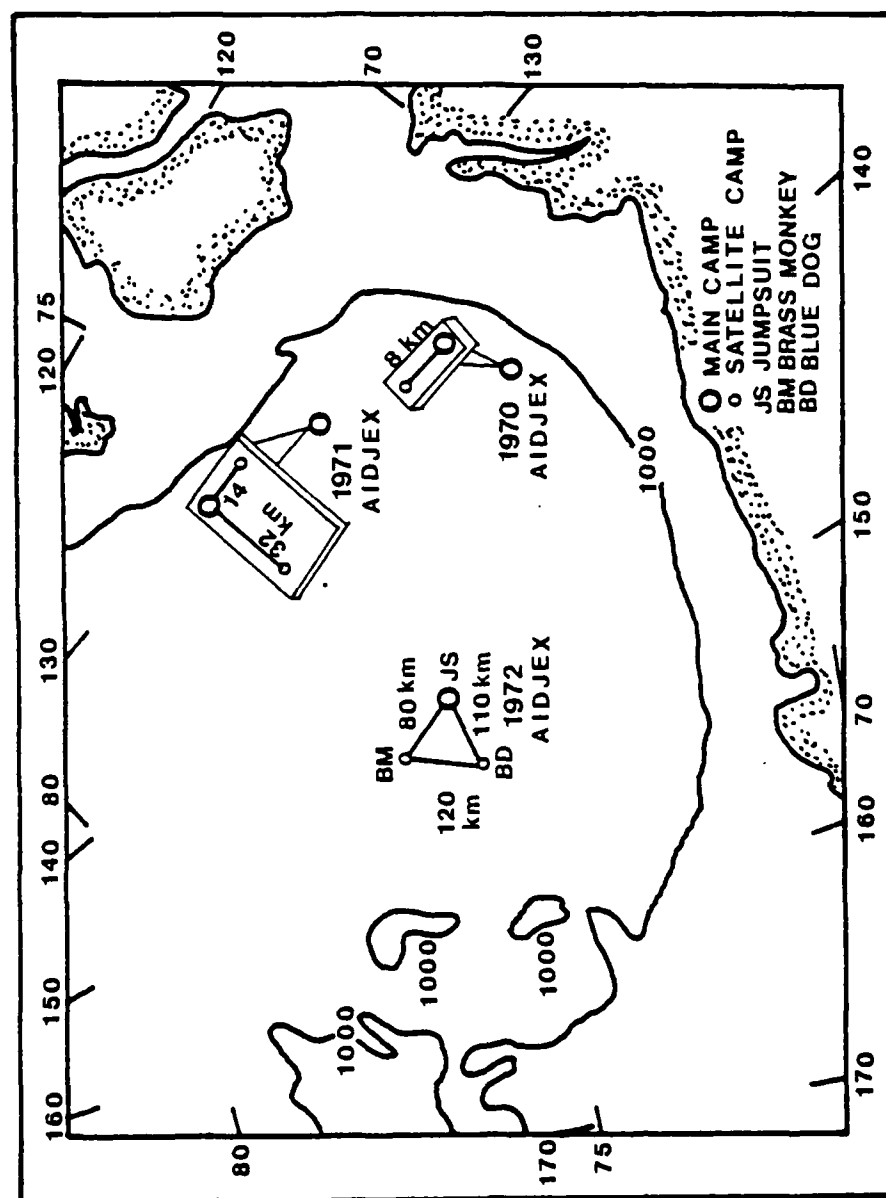 120
70
130
75
120
130
80
140
150
160
80
170
75
170
160
70
150
140
14
32
km
1971
AIDJEX
8 km
1970
AIDJEX
BM
80 km
JS
110 km
BD
120
km
1972
AIDJEX
1000
1000
1000
1000
MAIN CAMP
SATELLITE CAMP
JS JUMPSUIT
BM BRASS MONKEY
BD BLUE DOG